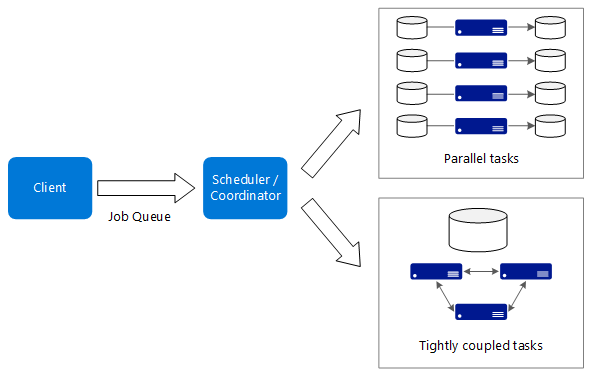 Client
Job Queue
Scheduler /
Coordinator
Parallel tasks
Tightly coupled tasks